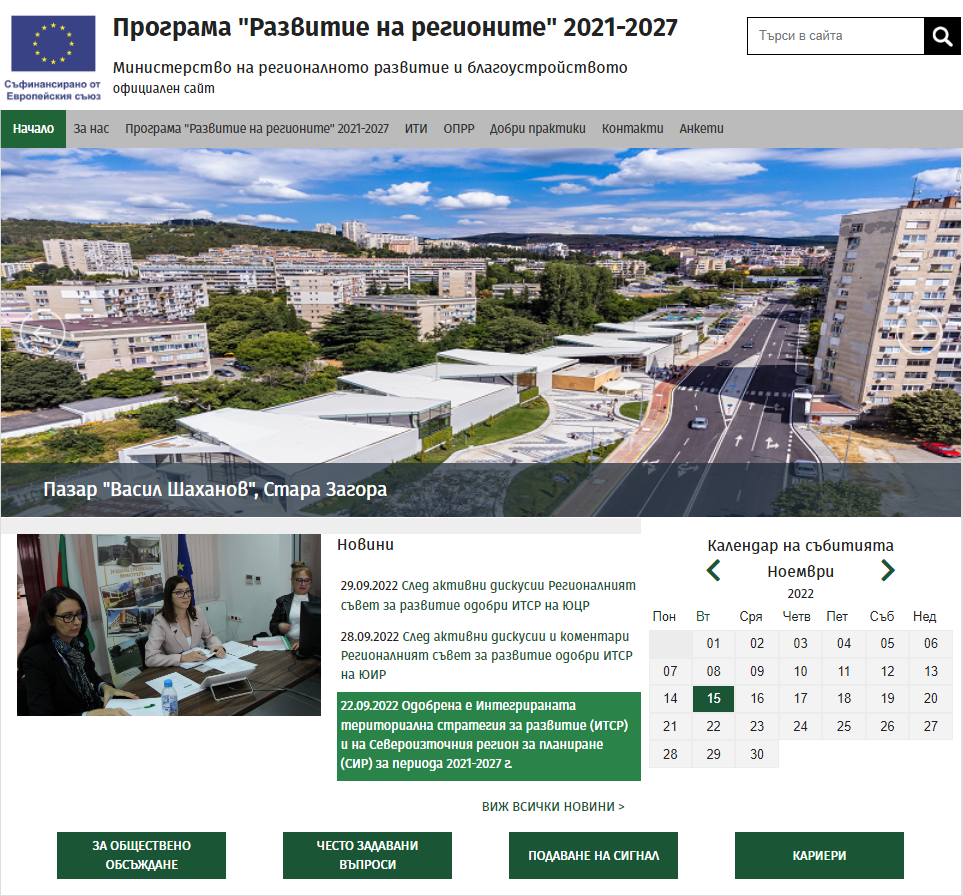 Програма "Развитие на регионите" 2021-2027
Търси в сайта
Министерство на регионалното развитие и благоустройството
официален сайт
Съфинансирано от
Европейския съюз
Начало За нас Програма "Развитие на регионите" 2021-2027 ИТИ ОПРР Добри практики Контакти Анкети
Пазар "Васил Шаханов", Стара Загора
Новини
29.09.2022 След активни дискусии Регионалният
съвет за развитие одобри ИТСР на ЮЦР
28.09.2022 След активни дискусии и коментари
Регионалният съвет за развитие одобри ИТСР
на ЮИР
22.09.2022 Одобрена е Интегрираната
териториална стратегия за развитие (ИТСР)
и на Североизточния регион за планиране
(СИР) за периода 2021-2027 г.
ВИЖ ВСИЧКИ НОВИНИ >
Календар на събитията
Ноември
2022
Пон Вт Сря Четв Пет Съб Нед
01 02 03 04 05 06
07 08 09 10 11 12 13
14 15 16 17 18 19 20
21 22 23 24 25 26 27
28 29 30
ЗА ОБЩЕСТВЕНО
ОБСЪЖДАНЕ
ЧЕСТО ЗАДАВАНИ
ВЪПРОСИ
ПОДАВАНЕ НА СИГНАЛ
КАРИЕРИ